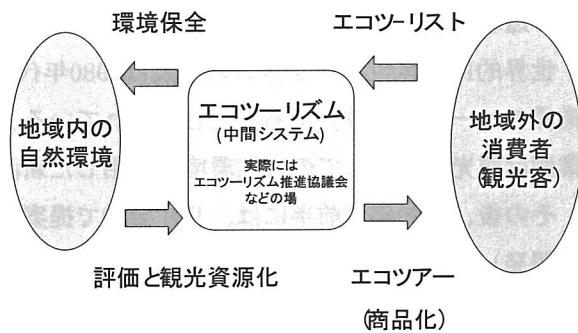 環境保全
エコツーリスト
地域内の
自然環境
エコツーリズム
(中間システム)
実際には
エコツーリズム推進協議会
などの場
地域外の
消費者
(観光客)
評価と観光資源化
エコツアー
(商品化)